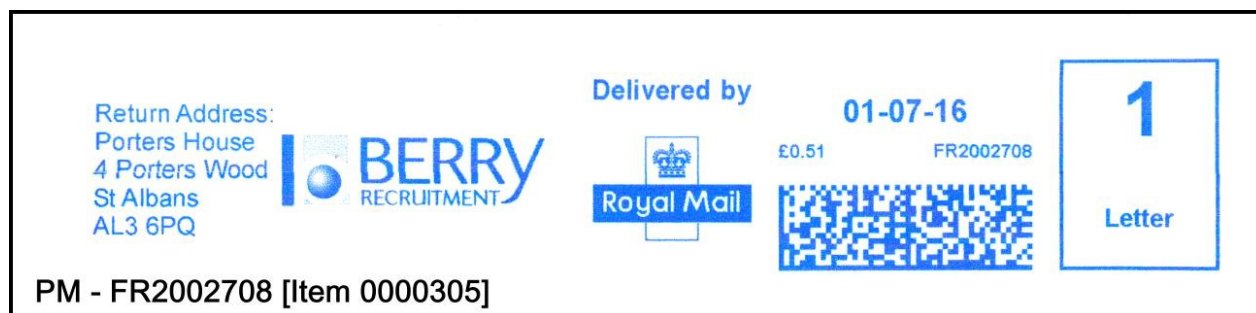 Return Address:
Porters House
4 Porters Wood
St Albans
AL3 6PQ
BERRY
RECRUITMENT
Delivered by
Royal Mail
01-07-16
£0.51 FR2002708
1
Letter
PM - FR2002708 [Item 0000305]